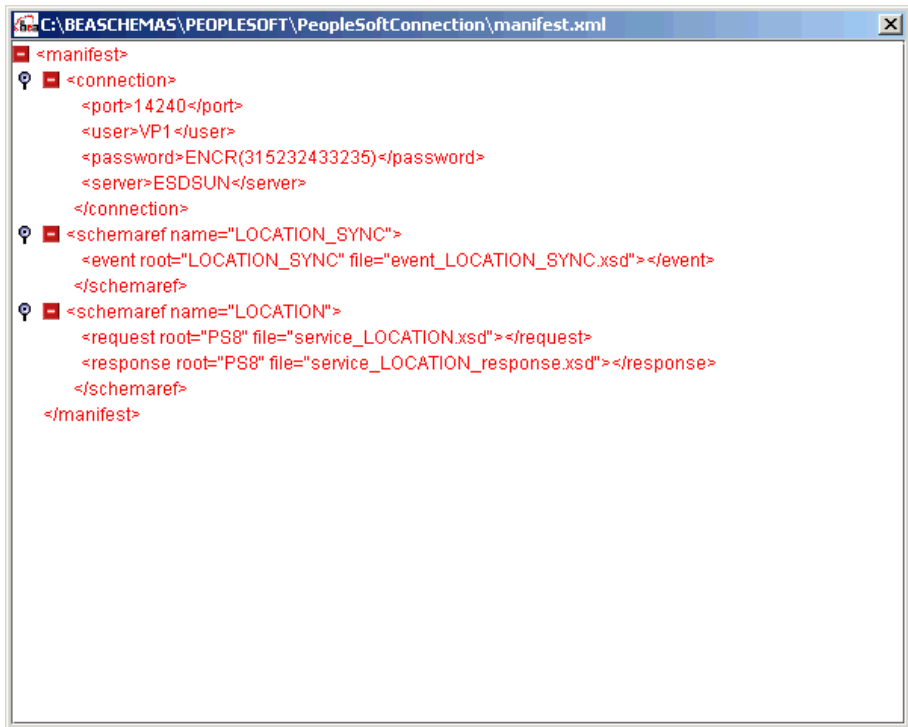 C:\BEASCHEMAS\PEOPLESOFT\PeopleSoftConnection\manifest.xml
<manifest>
<connection>
<port>14240</port>
<user>VP1</user>
<password>ENCR(315232433235)</password>
<server>ESDSUN</server>
</connection>
<schemaref name="LOCATION_SYNC">
<event root="LOCATION_SYNC" file="event_LOCATION_SYNC.xsd"></event>
</schemaref>
<schemaref name="LOCATION">
<request root="PS8" file="service_LOCATION.xsd"></request>
<response root="PS8" file="service_LOCATION_response.xsd"></response>
</schemaref>
</manifest>